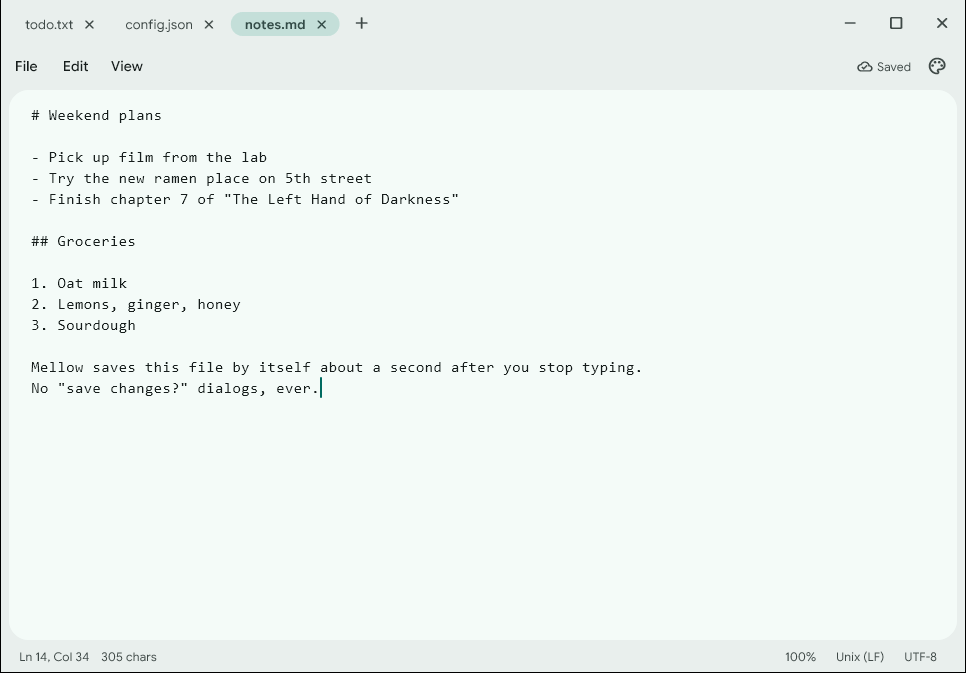 todo.txt config.json notes.md
File Edit View Saved
# Weekend plans
- Pick up film from the lab
- Try the new ramen place on 5th street
- Finish chapter 7 of "The Left Hand of Darkness"
## Groceries
1. Oat milk
2. Lemons, ginger, honey
3. Sourdough
Mellow saves this file by itself about a second after you stop typing.
No "save changes?" dialogs, ever.
Ln 14, Col 34 305 chars 100% Unix (LF) UTF-8